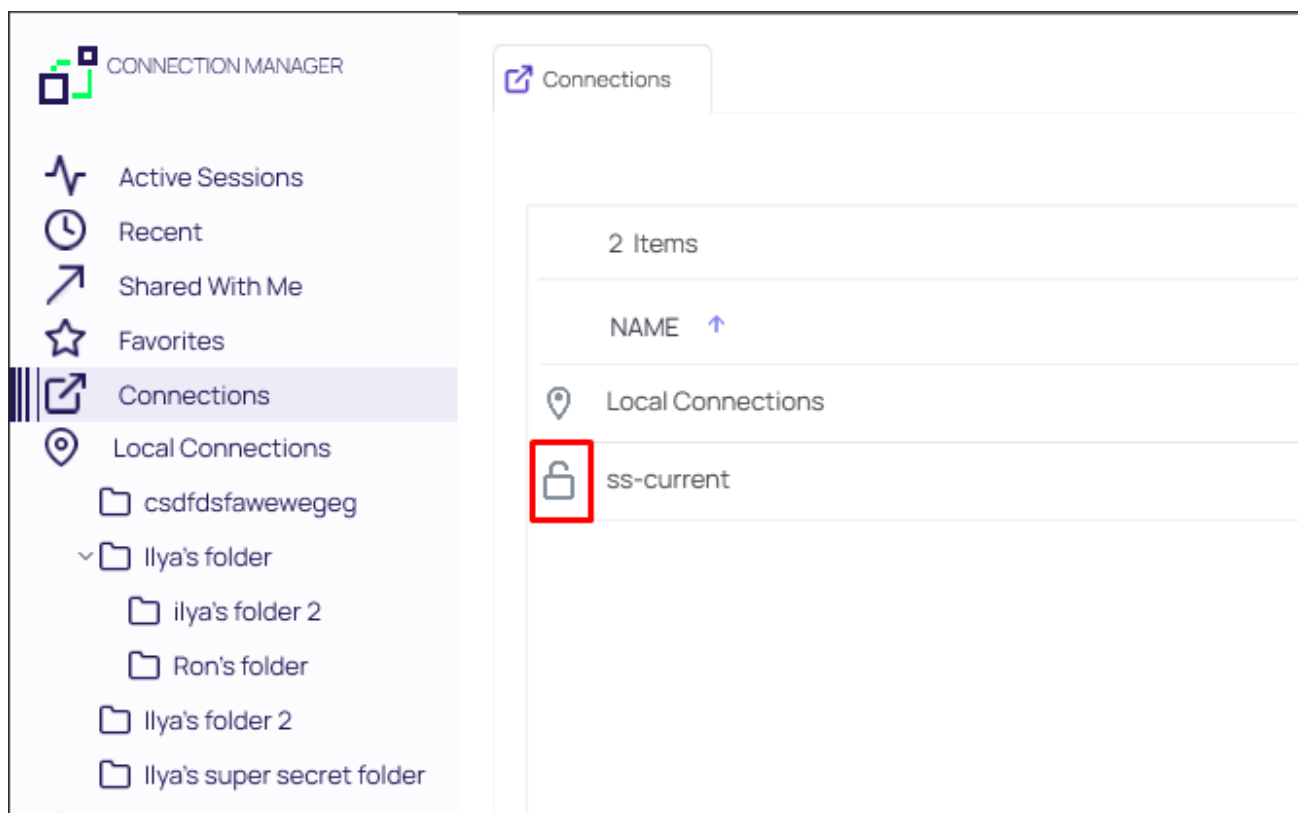 CONNECTION MANAGER
Active Sessions
Recent
Shared With Me
Favorites
Connections
Local Connections
csdfdsfawewegeg
Ilya's folder
ilya's folder 2
Ron's folder
Ilya's folder 2
Ilya's super secret folder
Connections
2 Items
NAME
Local Connections
ss-current